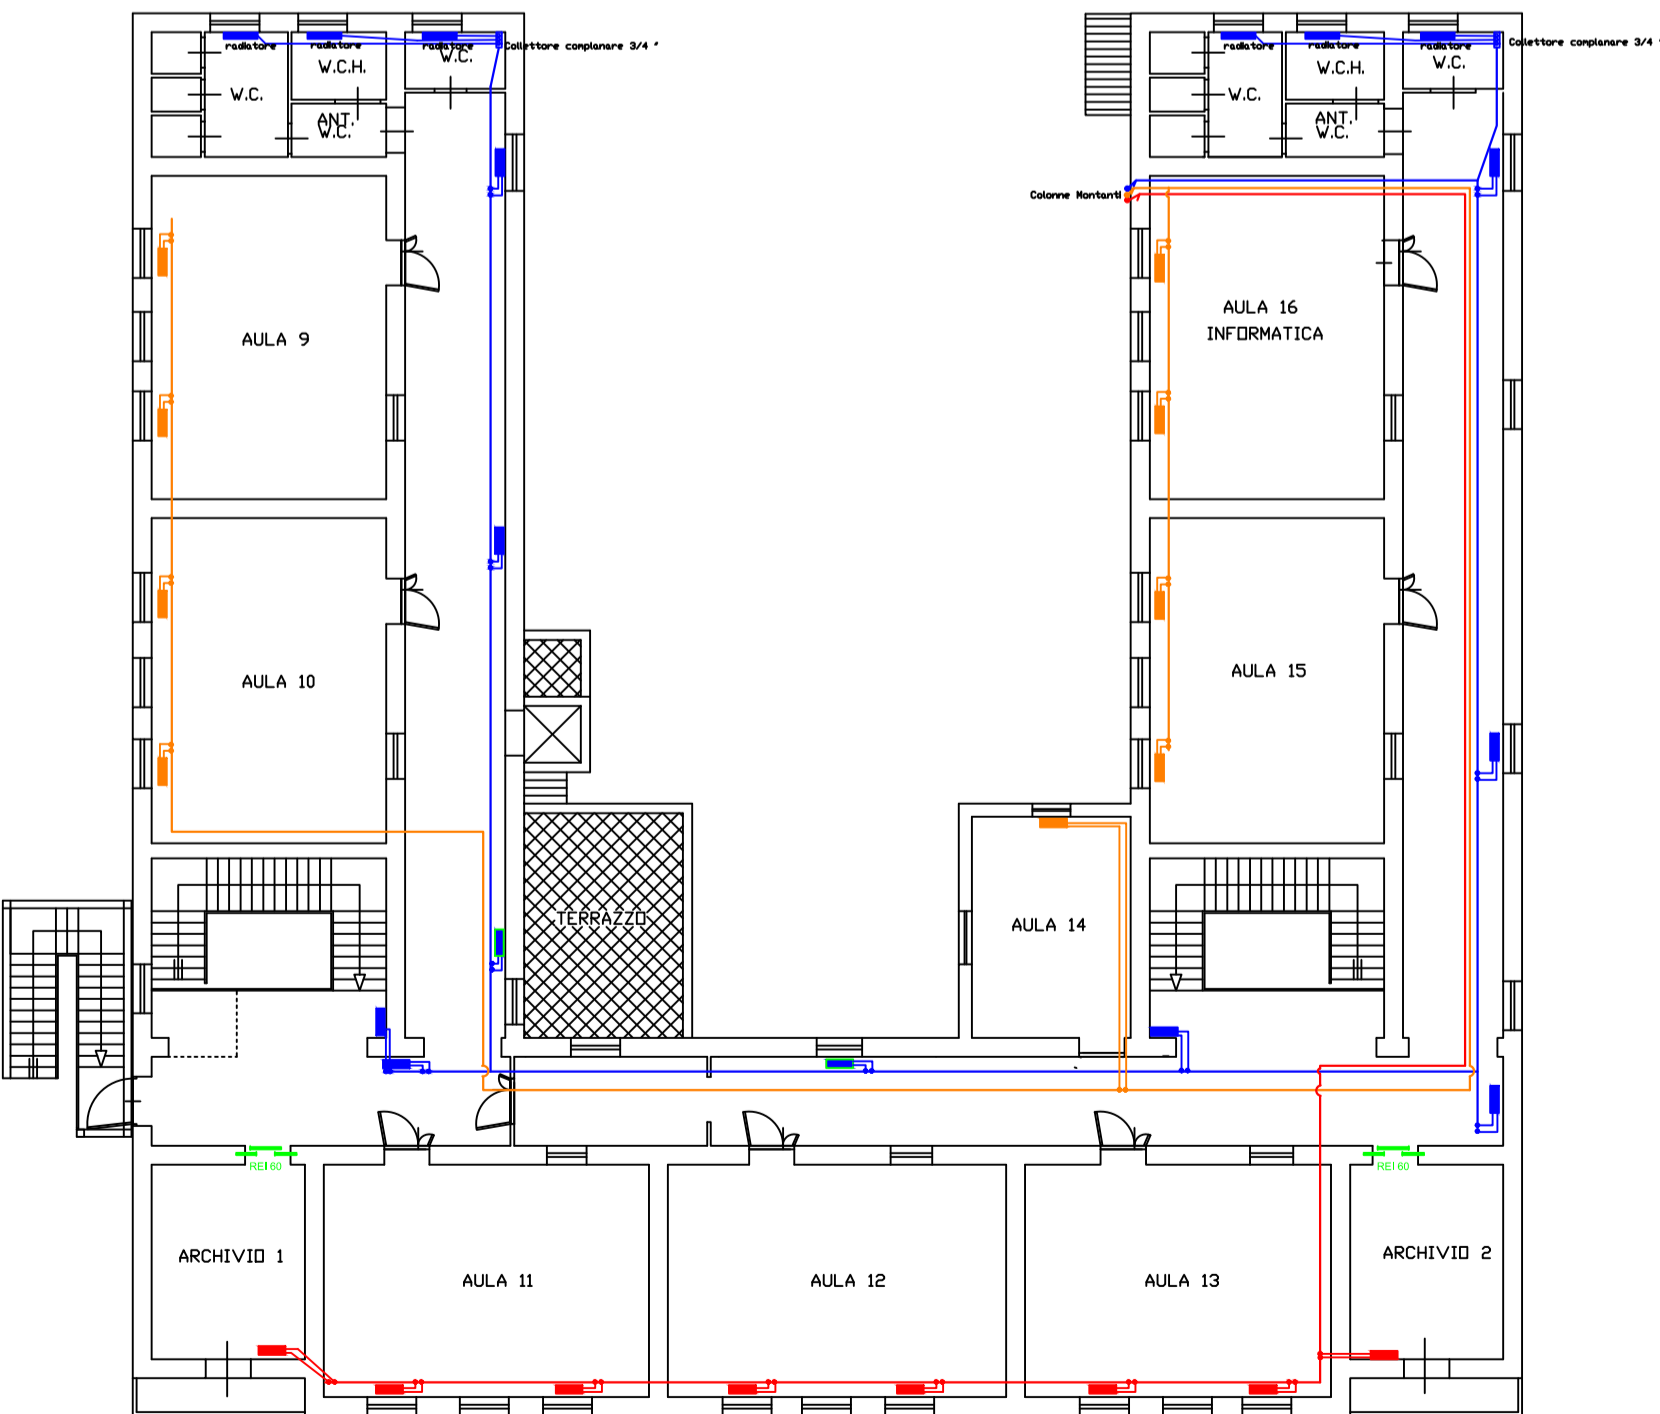 radiatore
radiatore
radiatore
Collettore complanare 3/4 "
W.C.
W.C.H.
W.C.
ANT.
W.C.
radiatore
radiatore
radiatore
Collettore complanare 3/4 "
W.C.
W.C.H.
W.C.
ANT.
W.C.
Colonne Montanti
AULA 9
AULA 16
INFORMATICA
AULA 10
AULA 15
TERRAZZO
AULA 14
REI 60
REI 60
ARCHIVIO 1
AULA 11
AULA 12
AULA 13
ARCHIVIO 2